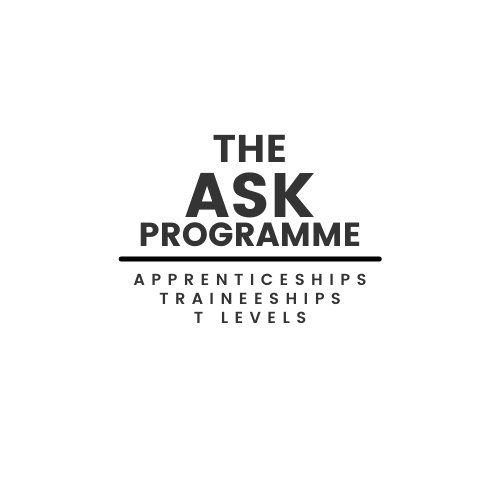 THE
ASK
PROGRAMME
APPRENTICESHIPS
TRAINEESHIPS
T LEVELS